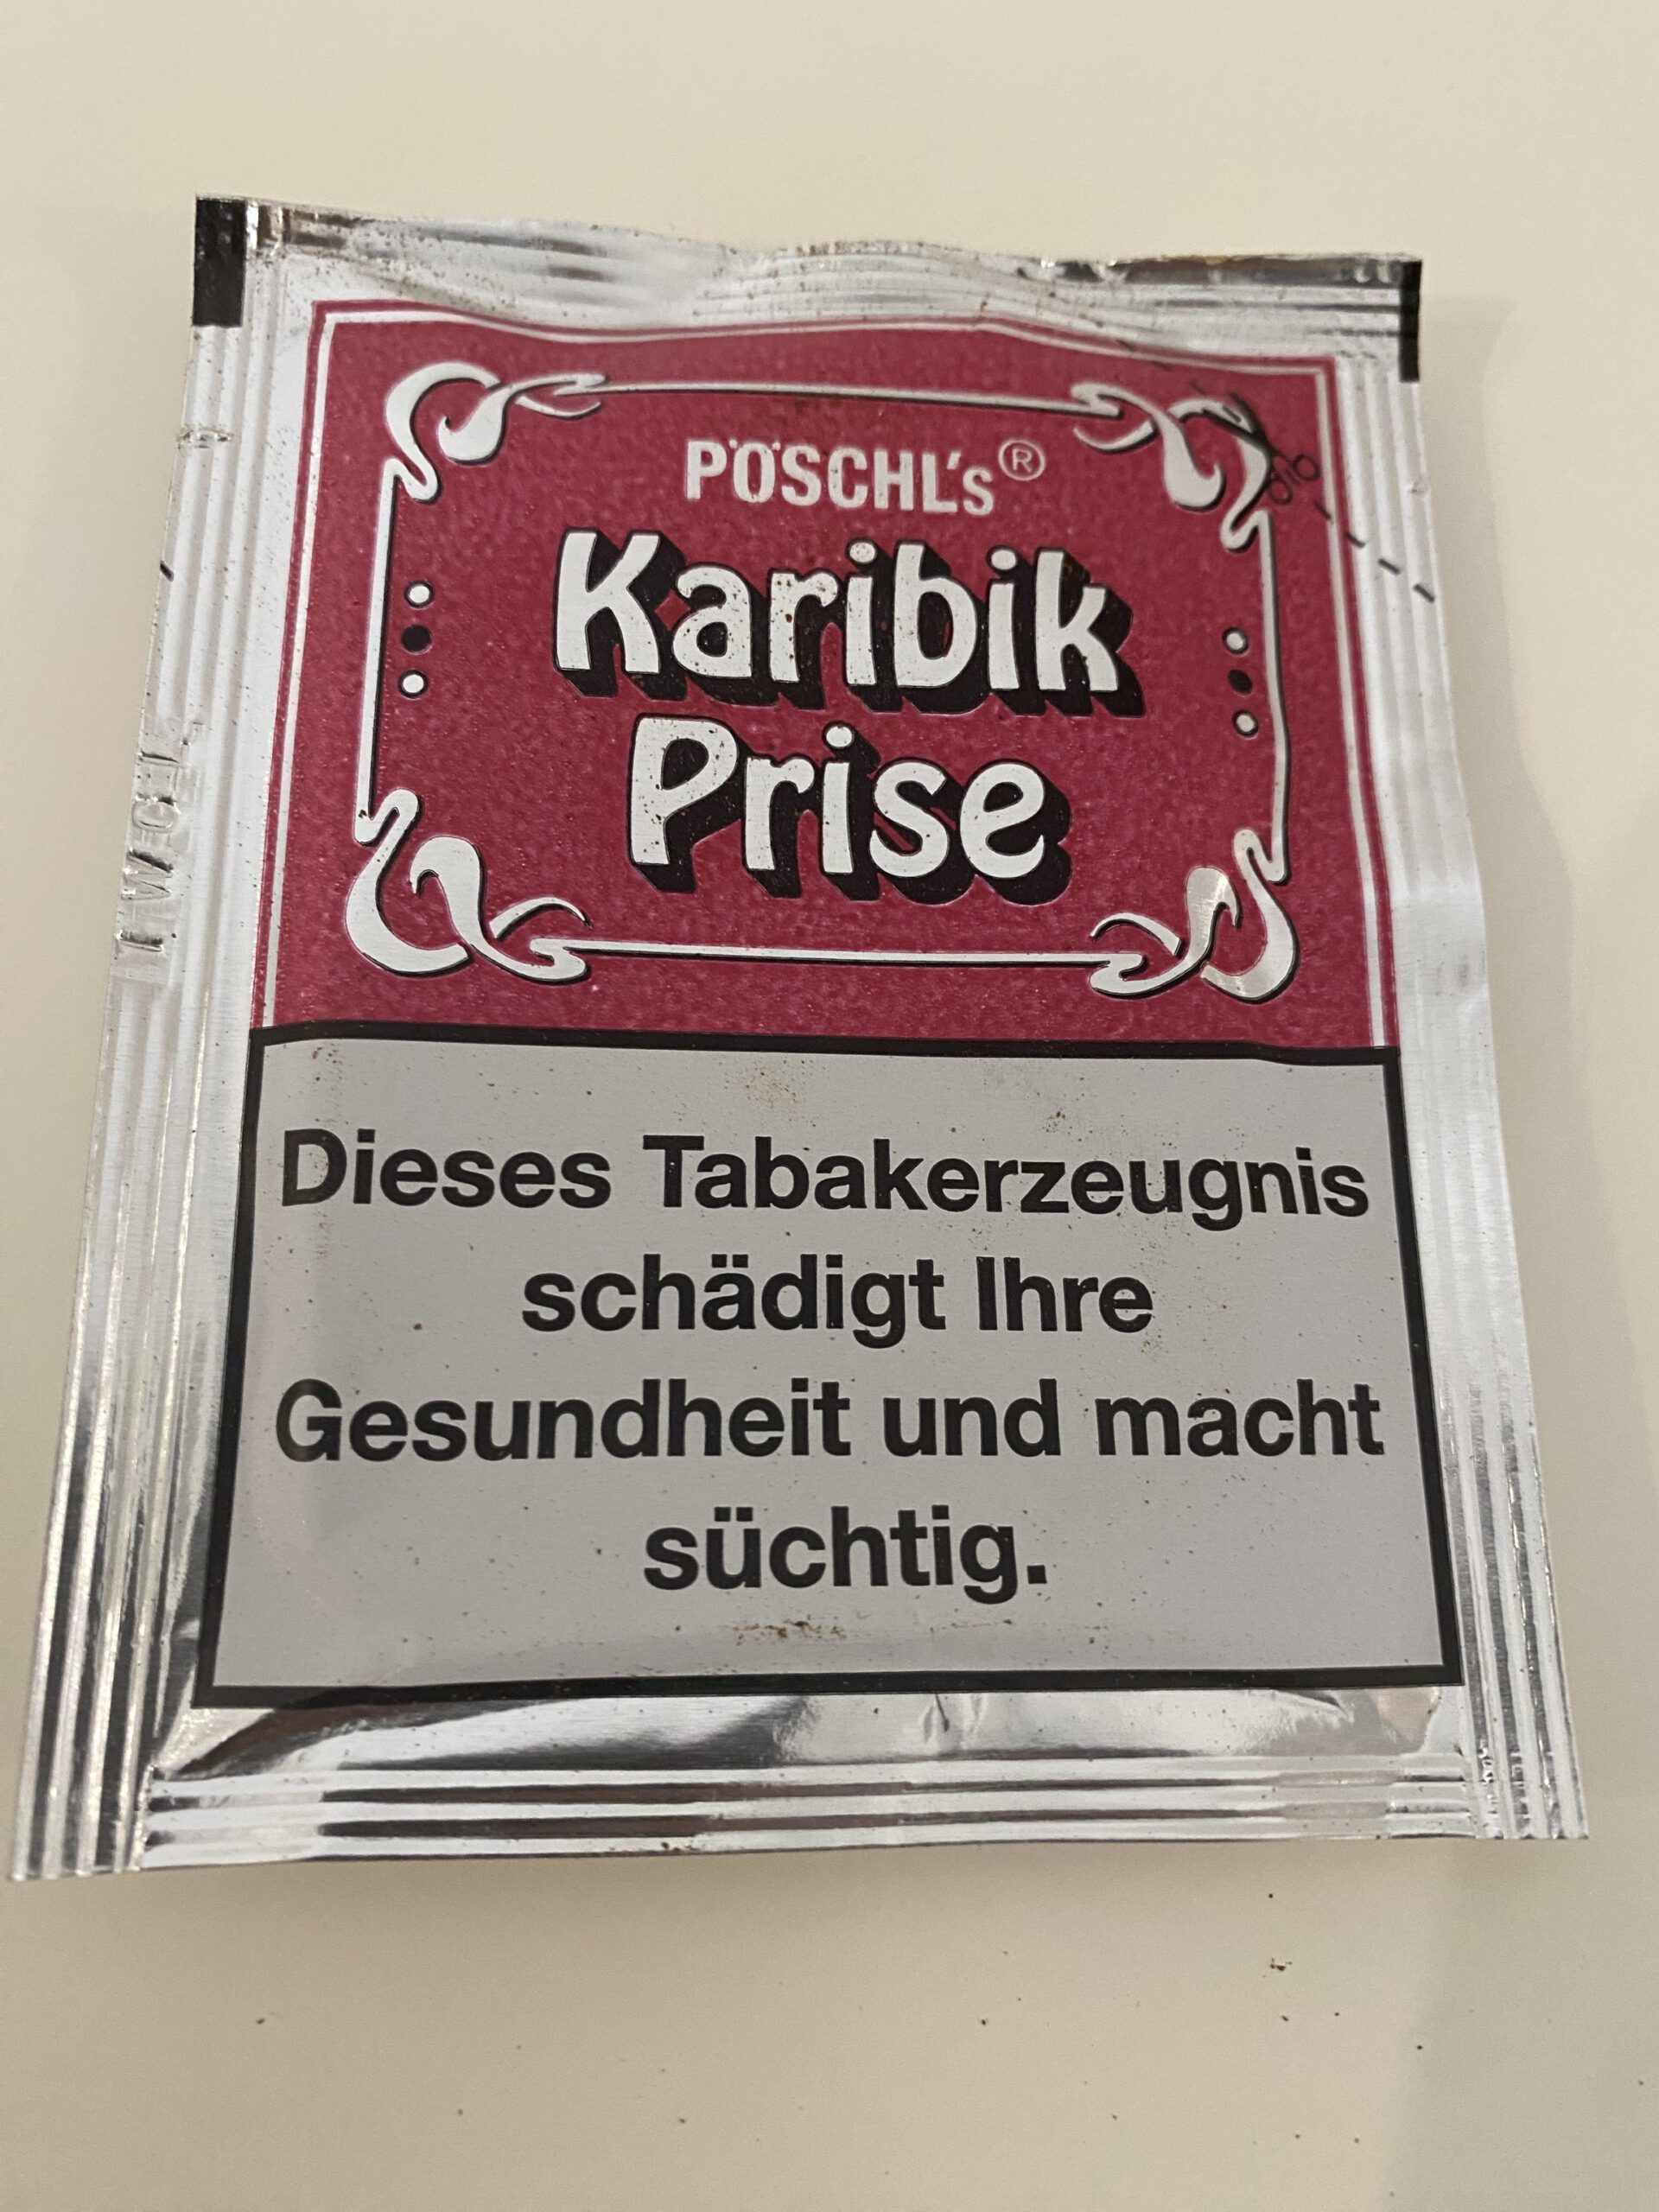 PÖSCHL's®
Karibik
Prise
Dieses Tabakerzeugnis
schädigt Ihre
Gesundheit und macht
süchtig.